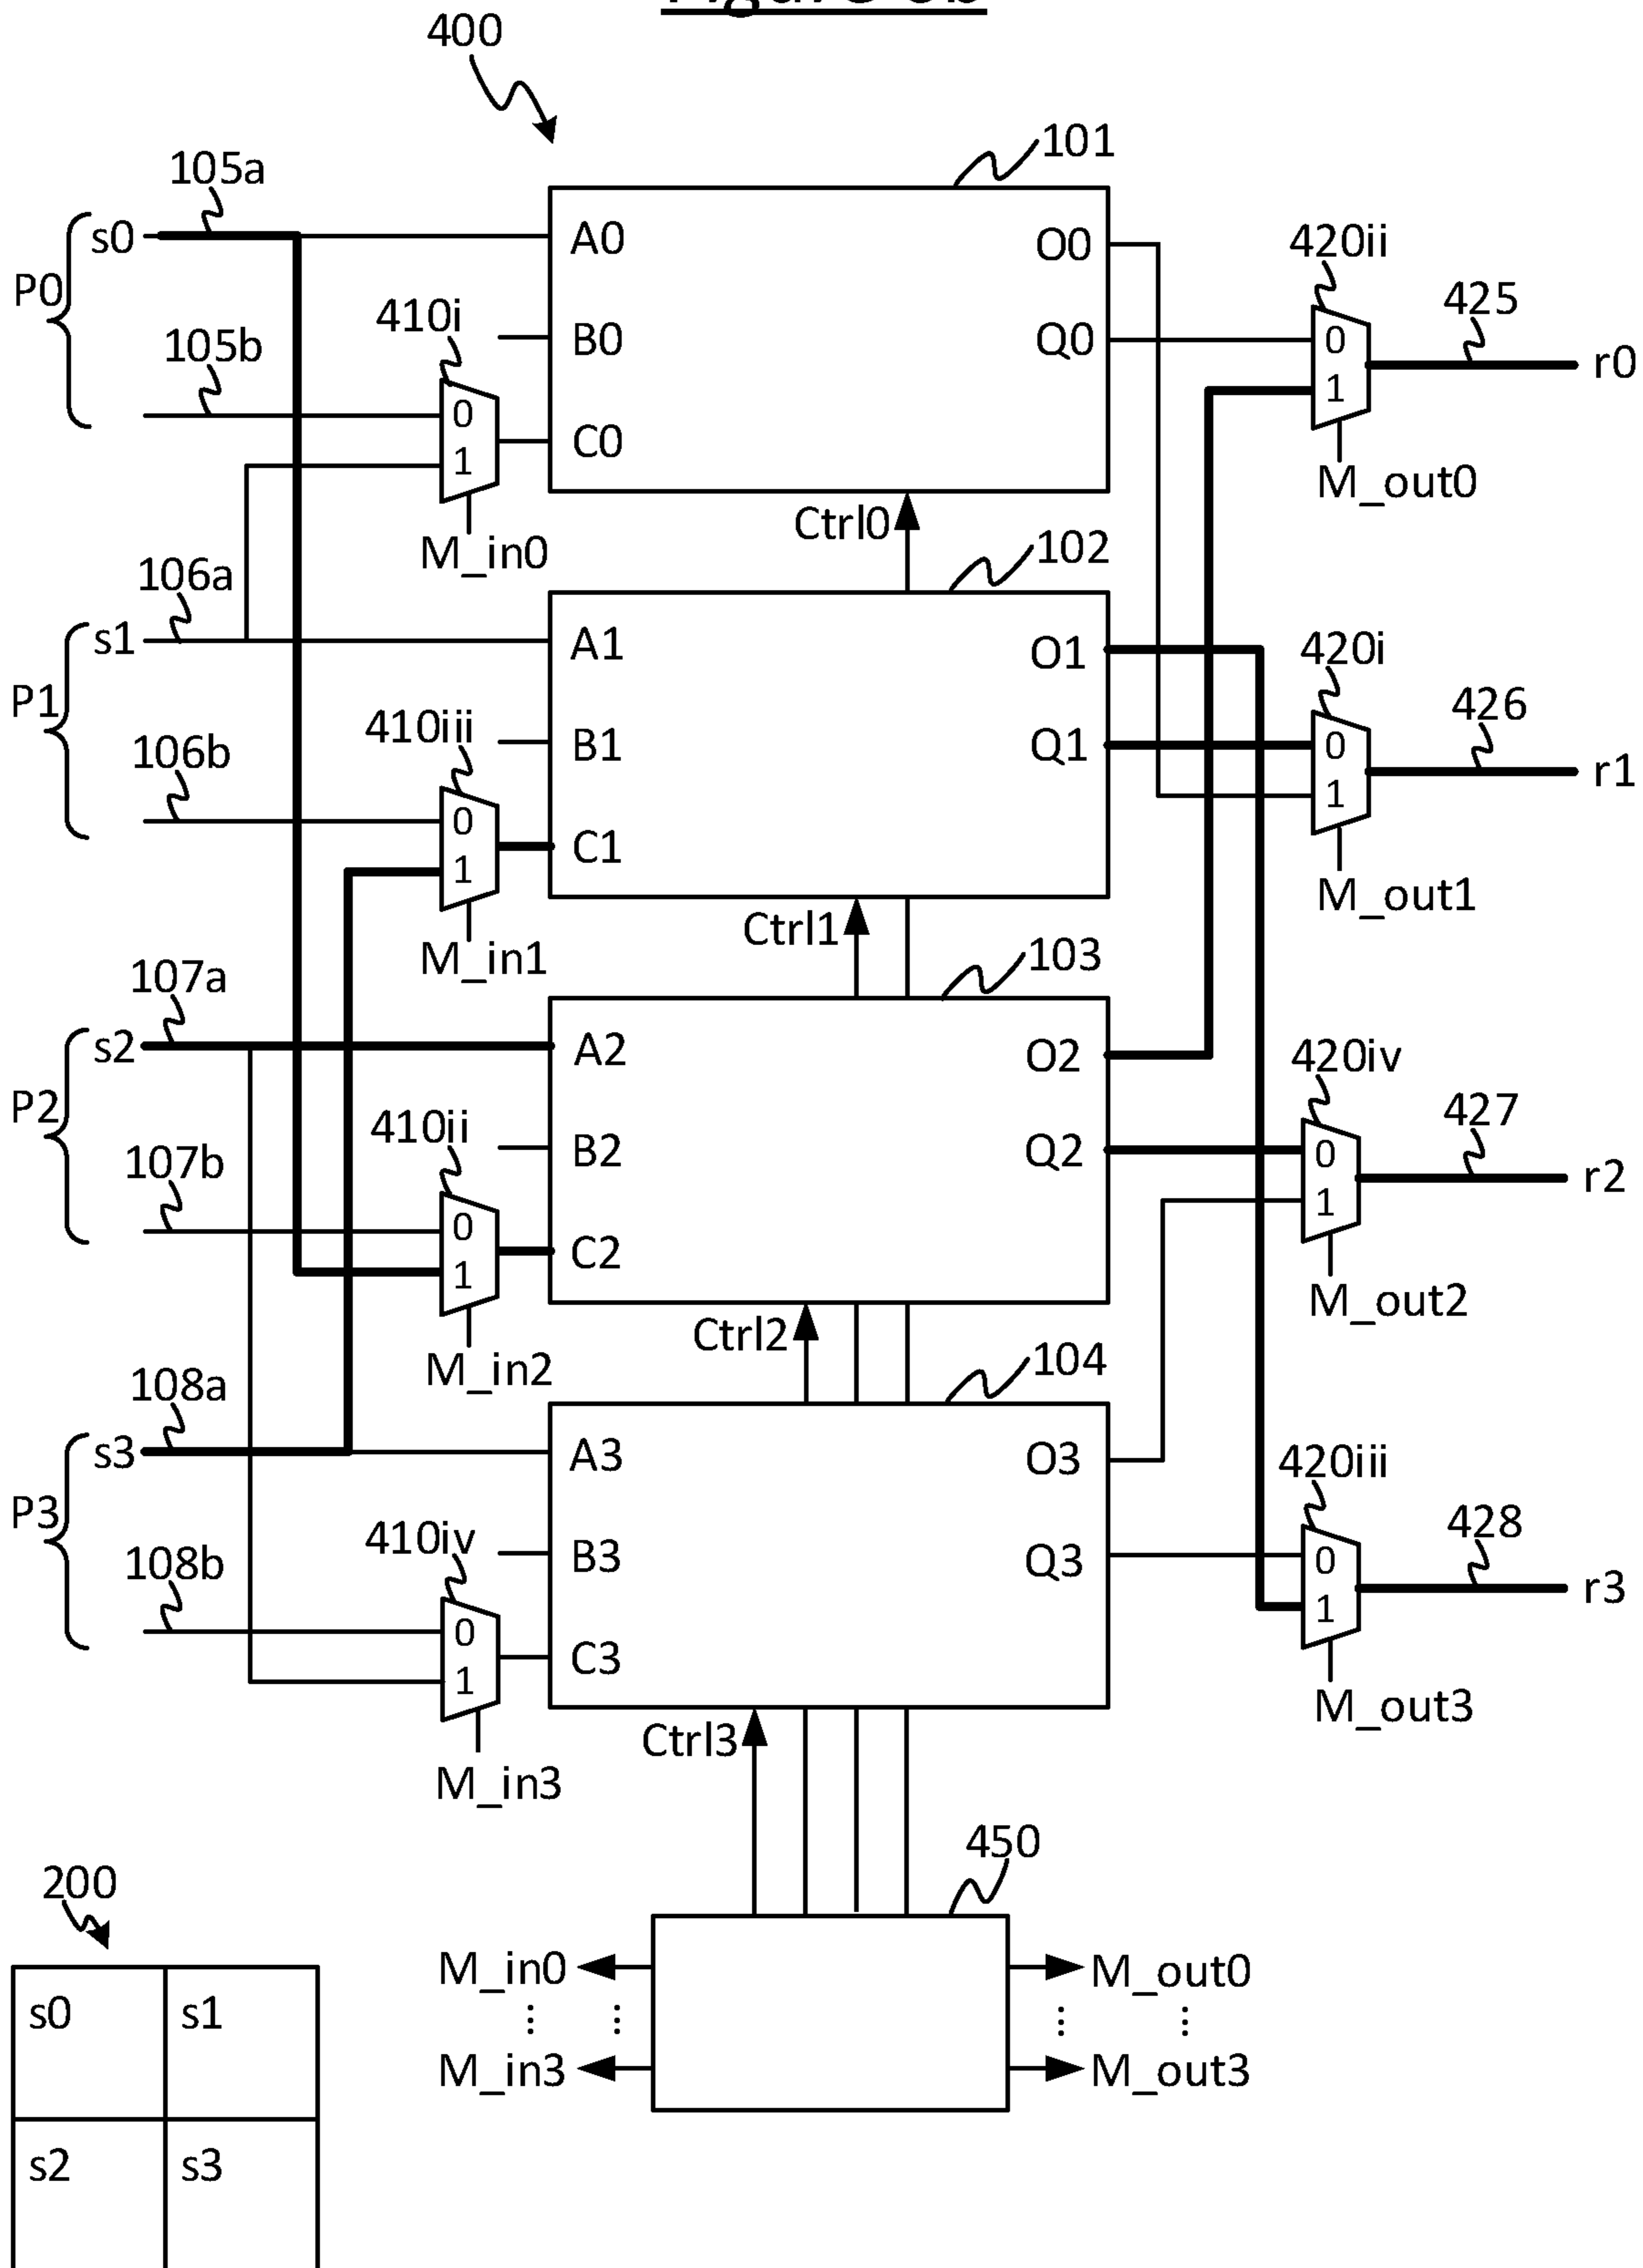 400
101
105a
s0
A0
O0
420ii
P0
410i
425
105b
B0
Q0
0
r0
0
1
C0
1
M_out0
Ctrl0
M_in0
102
106a
s1
A1
O1
420i
P1
410iii
426
106b
B1
Q1
0
r1
0
1
C1
1
M_out1
Ctrl1
M_in1
103
107a
s2
A2
O2
420iv
P2
410ii
427
107b
B2
Q2
0
r2
0
1
C2
1
M_out2
Ctrl2
M_in2
104
108a
s3
A3
O3
420iii
P3
410iv
428
108b
B3
Q3
0
r3
0
1
C3
1
M_out3
Ctrl3
M_in3
450
200
M_in0
M_out0
s0
s1
M_in3
M_out3
s2
s3